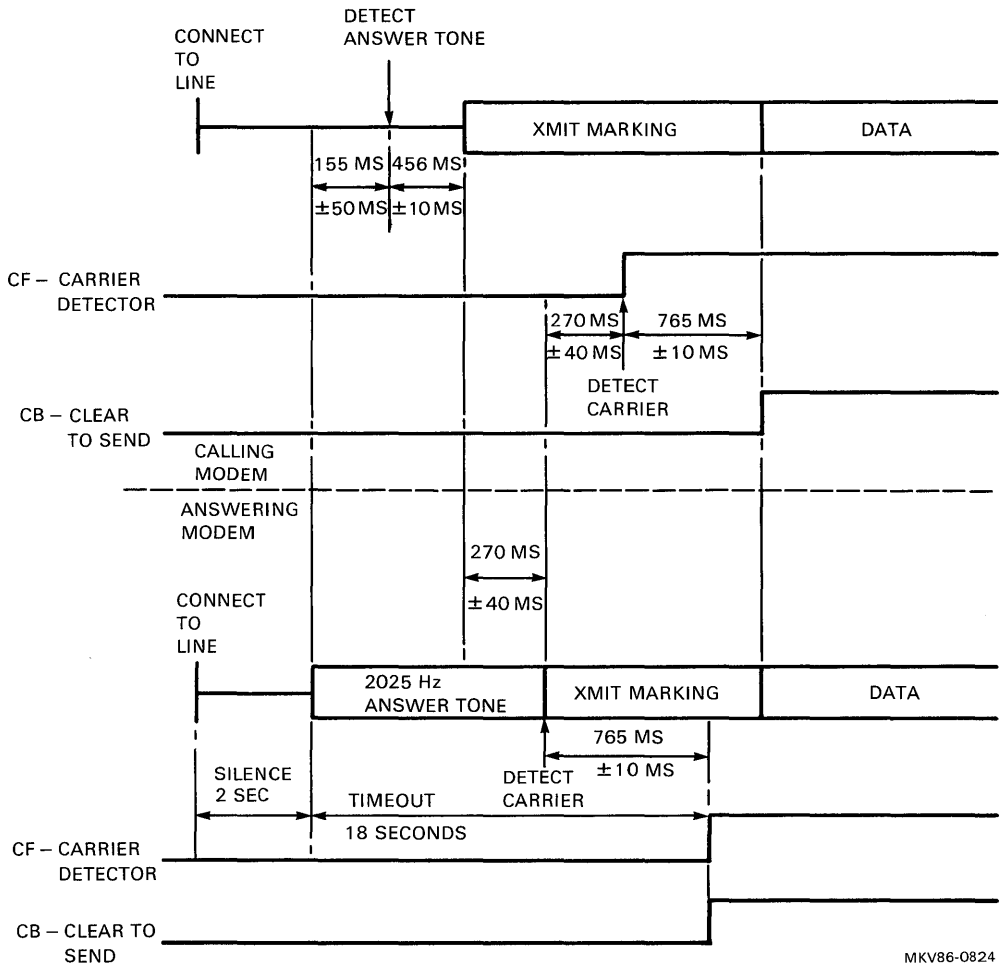 DETECT
ANSWER TONE
CONNECT
TO
LINE
XMIT MARKING
DATA
155 MS
456 MS
±50 MS
±10 MS
CF – CARRIER
DETECTOR
270 MS
765 MS
±40 MS
±10 MS
DETECT
CARRIER
CB – CLEAR
TO SEND
CALLING
MODEM
ANSWERING
MODEM
270 MS
±40 MS
CONNECT
TO
LINE
2025 Hz
ANSWER TONE
XMIT MARKING
DATA
765 MS
±10 MS
SILENCE
2 SEC
DETECT
CARRIER
TIMEOUT
18 SECONDS
CF – CARRIER
DETECTOR
CB – CLEAR TO
SEND
MKV86-0824